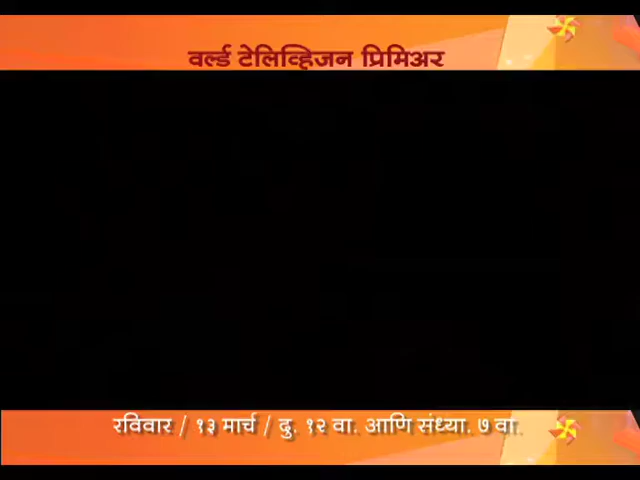 वर्ल्ड टेलिव्हिजन प्रिमिअर
रविवार / १३ मार्च / दु. १२ वा. आणि संध्या. ७ वा.